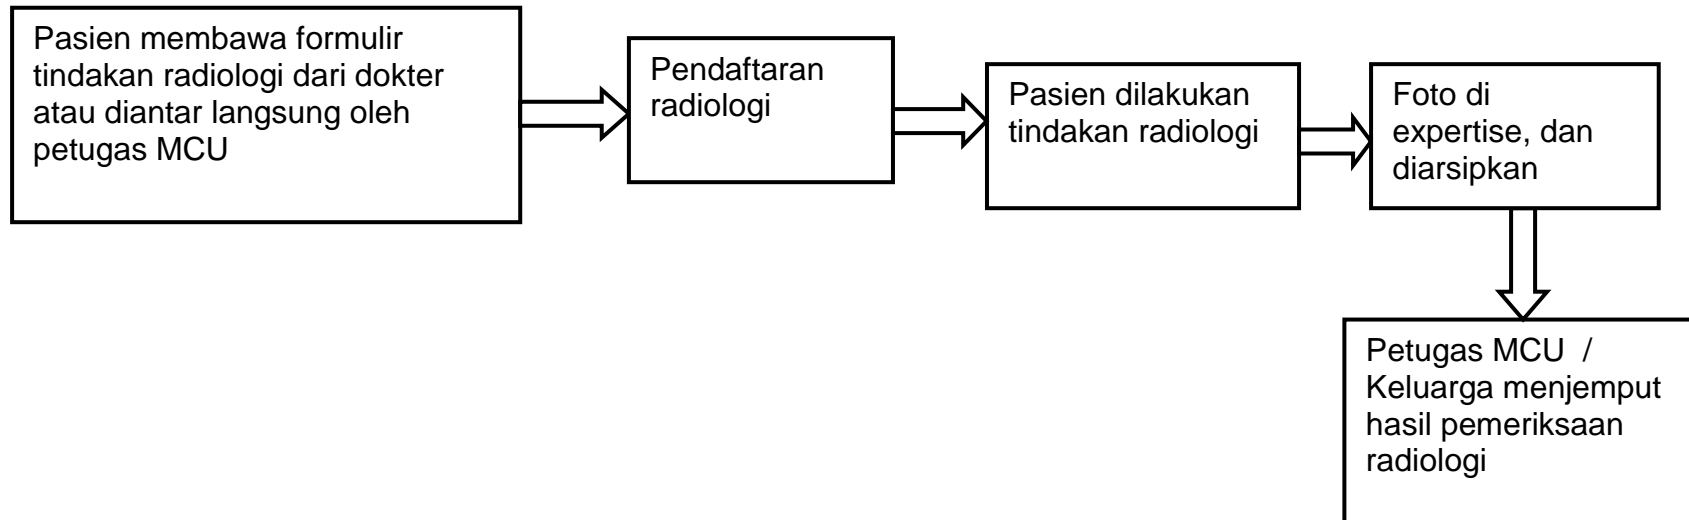 Pasien membawa formulir
tindakan radiologi dari dokter
atau diantar langsung oleh
petugas MCU
Pendaftaran
radiologi
Pasien dilakukan
tindakan radiologi
Foto di
expertise, dan
diarsipkan
Petugas MCU  /
Keluarga menjemput
hasil pemeriksaan
radiologi